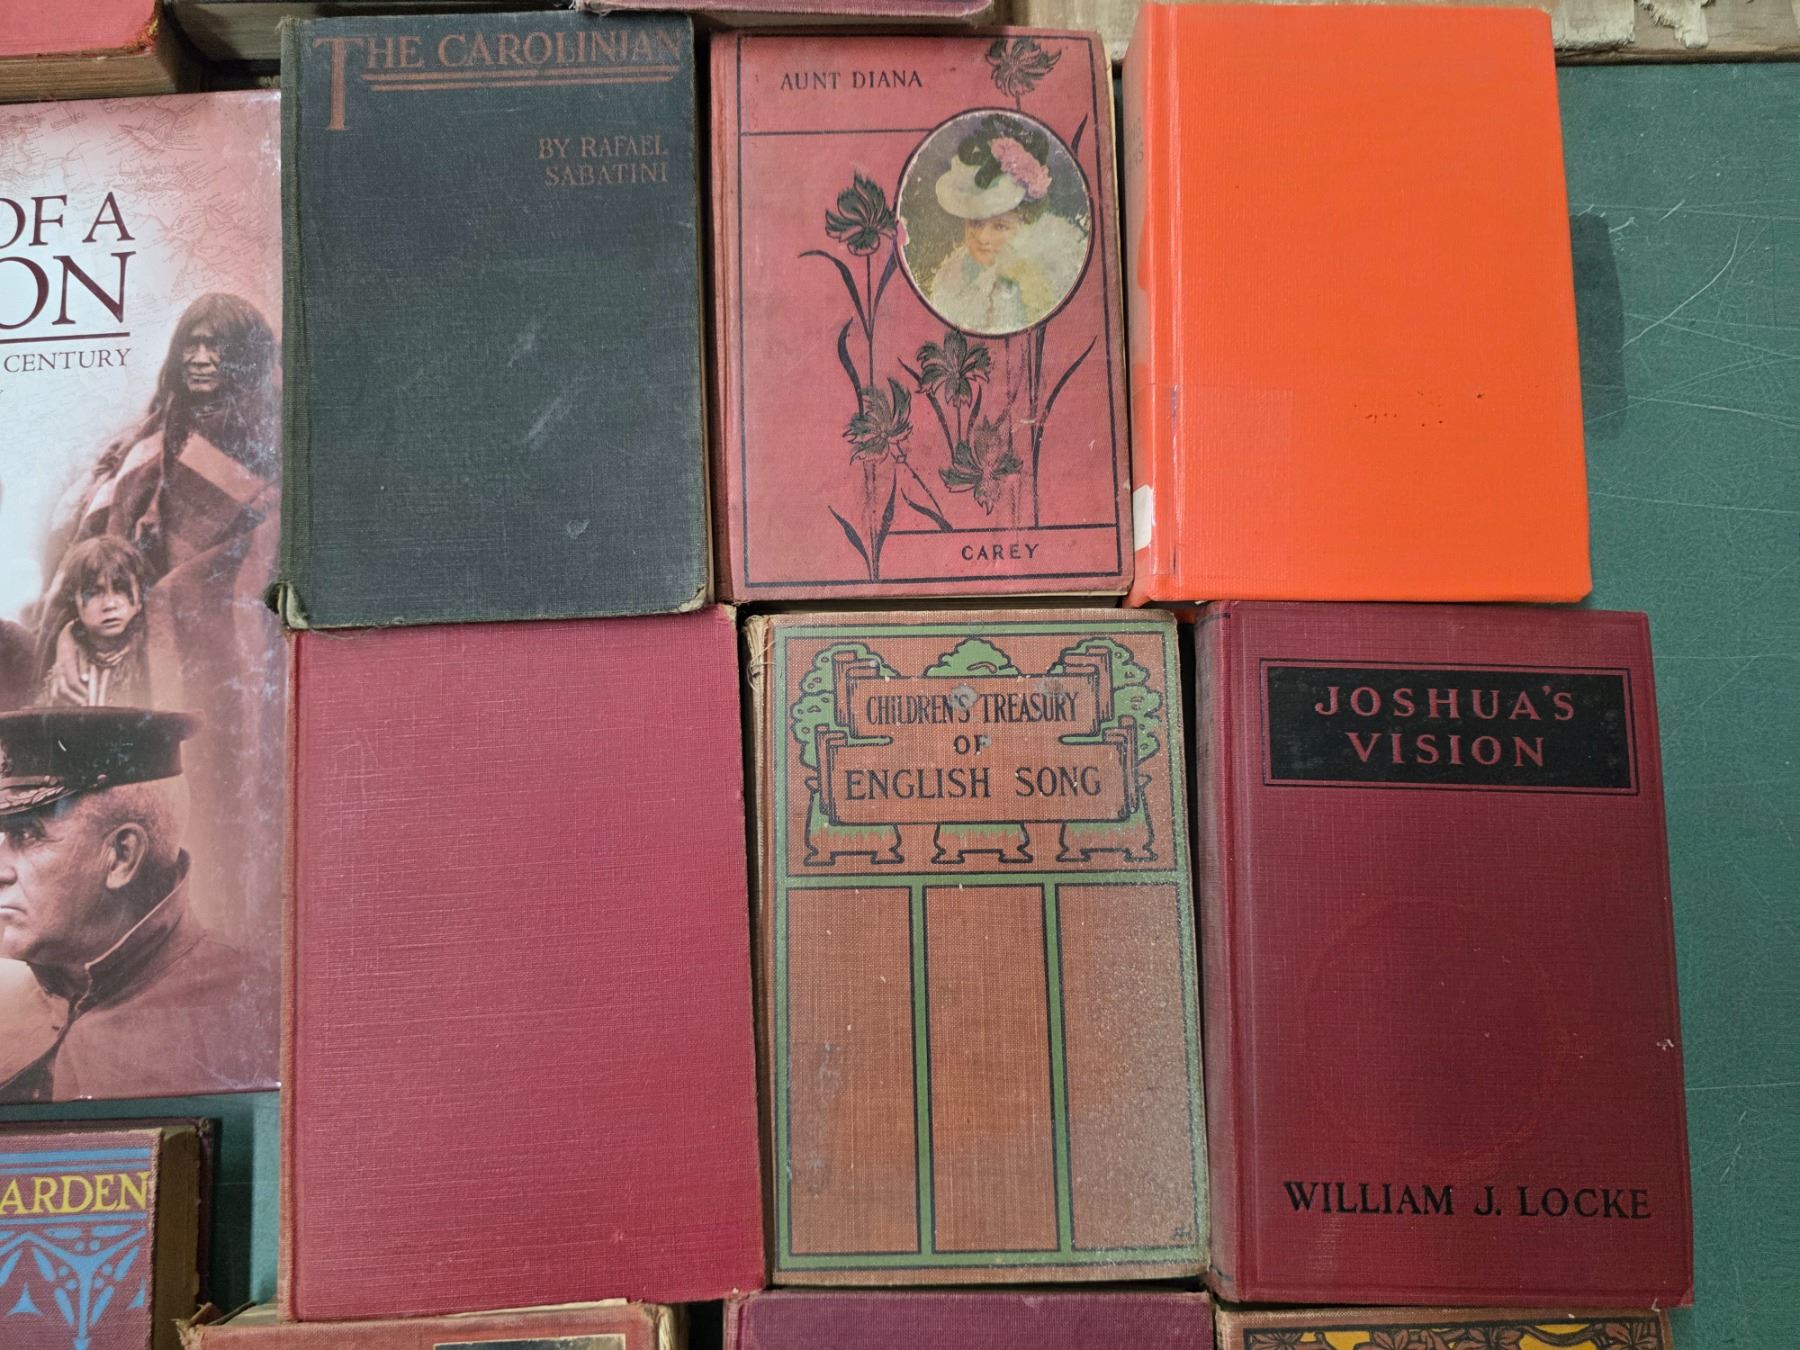 THE CAROLINIAN
BY RAFAEL
SABATINI
AUNT DIANA
CAREY
OF A
ON
CENTURY
CHILDREN'S TREASURY
OF
ENGLISH SONG
JOSHUA'S
VISION
WILLIAM J. LOCKE
ARDEN